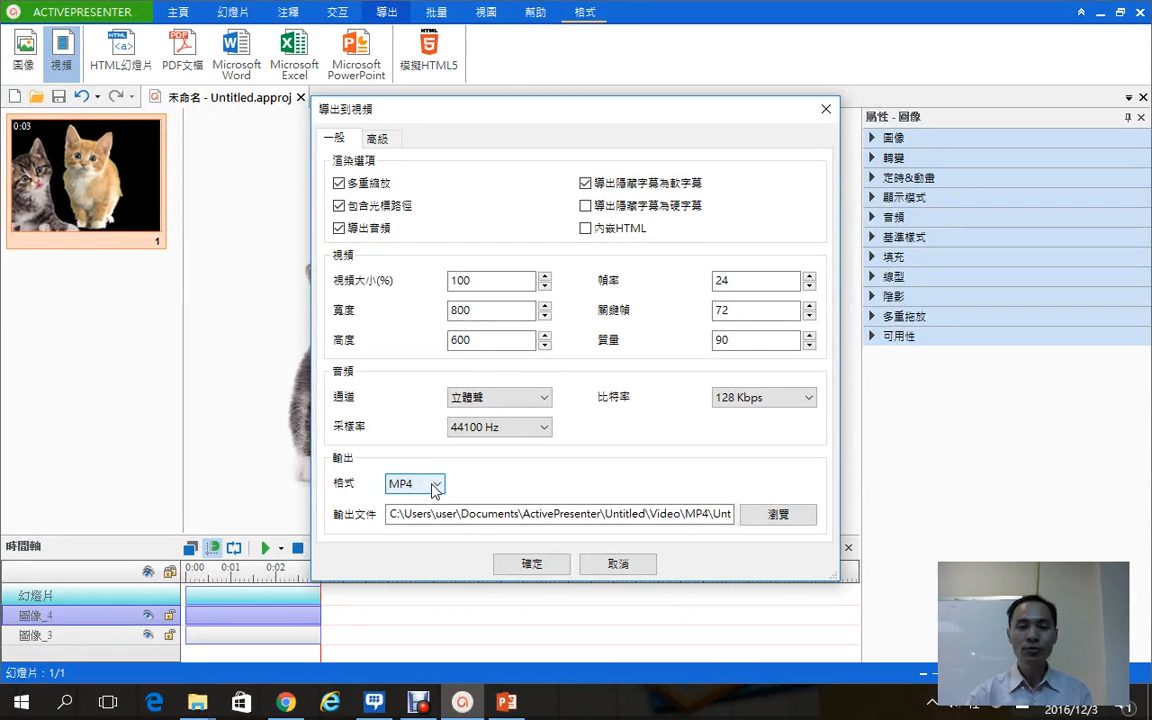 ACTIVEPRESENTER
主頁 幻燈片 注釋 交互 導出 批量 視圖 幫助 格式
圖像 視頻 HTML幻燈片 PDF文檔 Microsoft Word Microsoft Excel Microsoft PowerPoint 模擬HTML5
未命名 - Untitled.approj
0:03
1
導出到視頻
一般 高級
渲染選項
多重縮放 導出隱藏字幕為軟字幕
包含光標路徑 導出隱藏字幕為硬字幕
導出音頻 內嵌HTML
視頻
視頻大小(%) 100 幀率 24
寬度 800 關鍵幀 72
高度 600 質量 90
音頻
通道 立體聲 比特率 128 Kbps
采樣率 44100 Hz
輸出
格式 MP4
輸出文件 C:\Users\user\Documents\ActivePresenter\Untitled\Video\MP4\Unt 瀏覽
確定 取消
屬性 - 圖像
圖像
轉變
定時&動畫
顯示模式
音頻
基準樣式
填充
線型
陰影
多重拖放
可用性
時間軸
0:00 0:01 0:02
幻燈片
圖像_4
圖像_3
幻燈片：1/1
2016/12/3